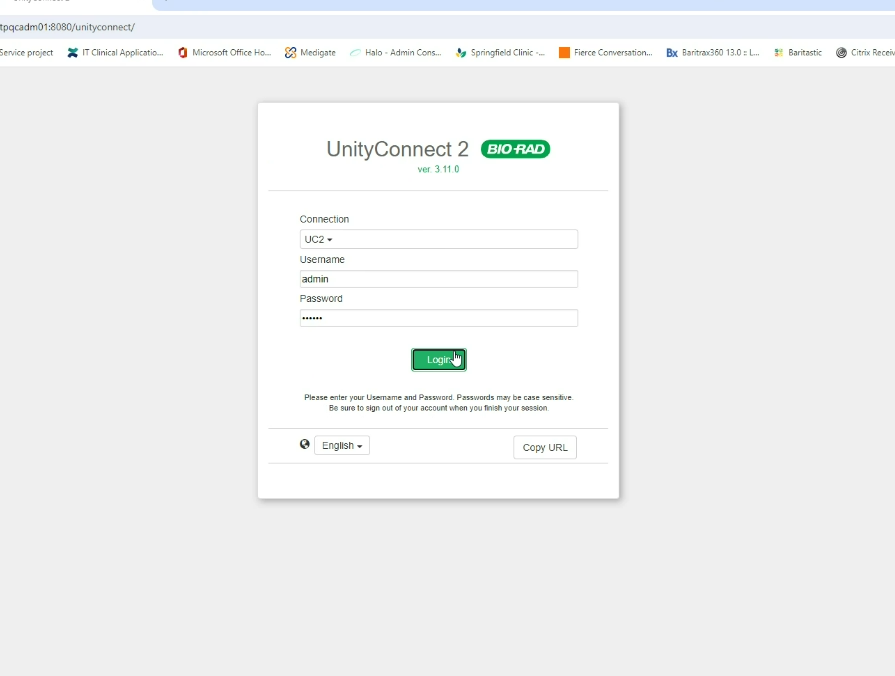 tpqcadm01:8080/unityconnect/
Service project IT Clinical Applicatio... Microsoft Office Ho... Medigate Halo - Admin Cons... Springfield Clinic -... Fierce Conversation... Baritrax360 13.0 :: L... Baritastic Citrix Receiv
UnityConnect 2 BIO-RAD
ver. 3.11.0
Connection
UC2
Username
admin
Password
Login
Please enter your Username and Password. Passwords may be case sensitive.
Be sure to sign out of your account when you finish your session.
English Copy URL